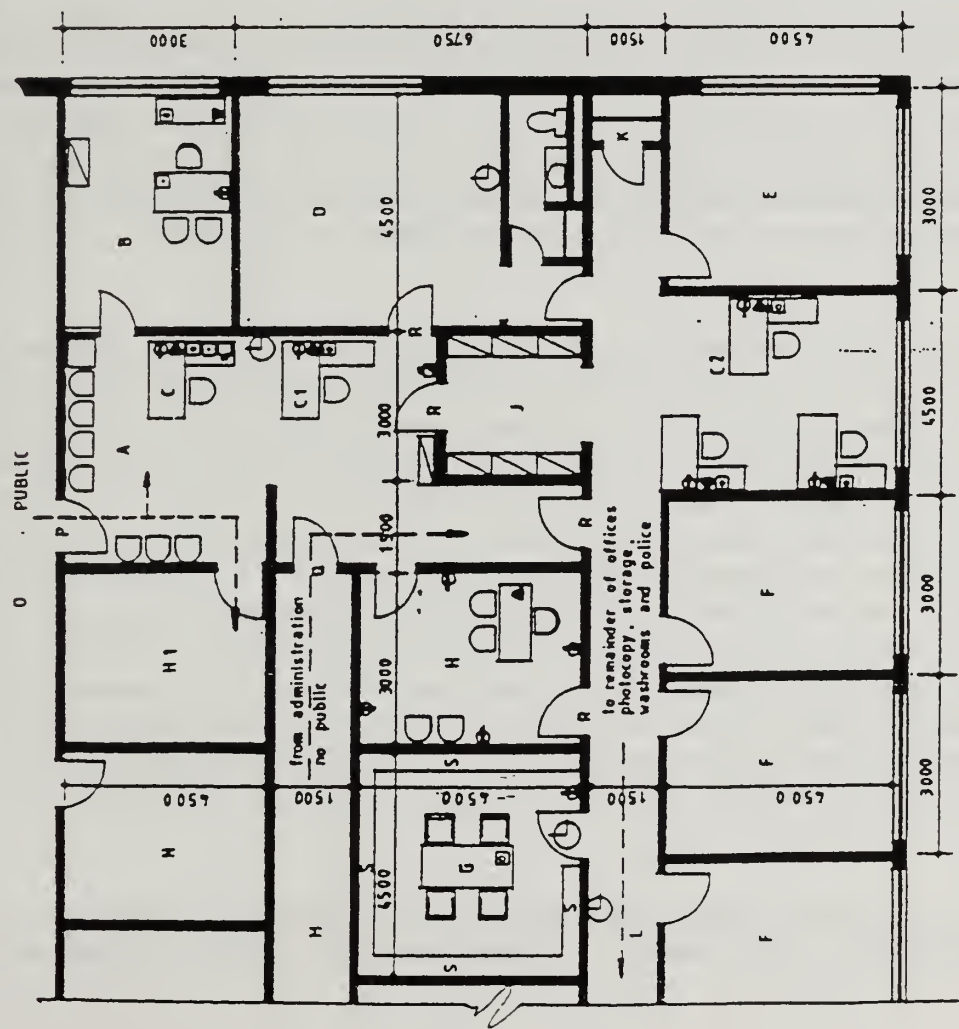 3000
6750
1500
4500
O PUBLIC
P
A
B
C
C1
D
4500
R
3000
R
J
K
E
3000
C2
4500
1500
R
H1
from administration
no public
Q
H
3000
R
to remainder of offices
photocopy, storage,
washrooms and police
F
3000
F
3000
F
H
4500
1500
4500
1500
4500
H
S
S
S
S
G
4500
L